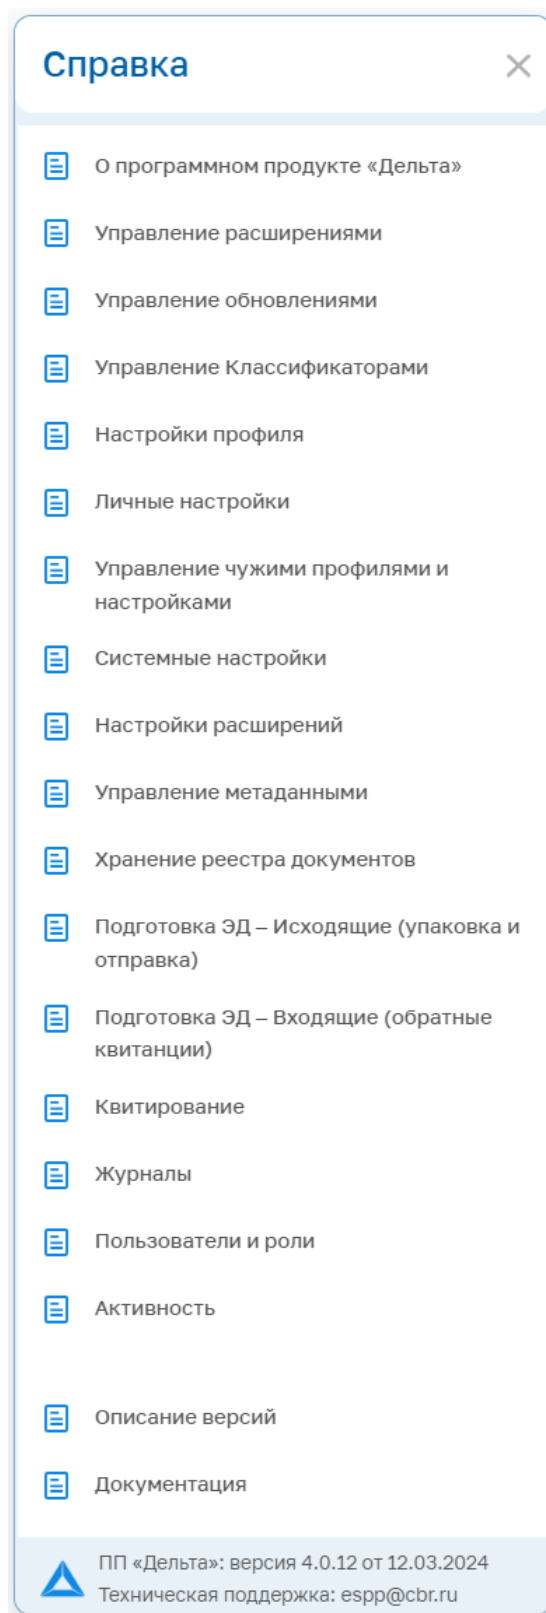 Справка
О программном продукте «Дельта»
Управление расширениями
Управление обновлениями
Управление Классификаторами
Настройки профиля
Личные настройки
Управление чужими профилями и
настройками
Системные настройки
Настройки расширений
Управление метаданными
Хранение реестра документов
Подготовка ЭД – Исходящие (упаковка и
отправка)
Подготовка ЭД – Входящие (обратные
квитанции)
Квитирование
Журналы
Пользователи и роли
Активность
Описание версий
Документация
ПП «Дельта»: версия 4.0.12 от 12.03.2024
Техническая поддержка: espp@cbr.ru